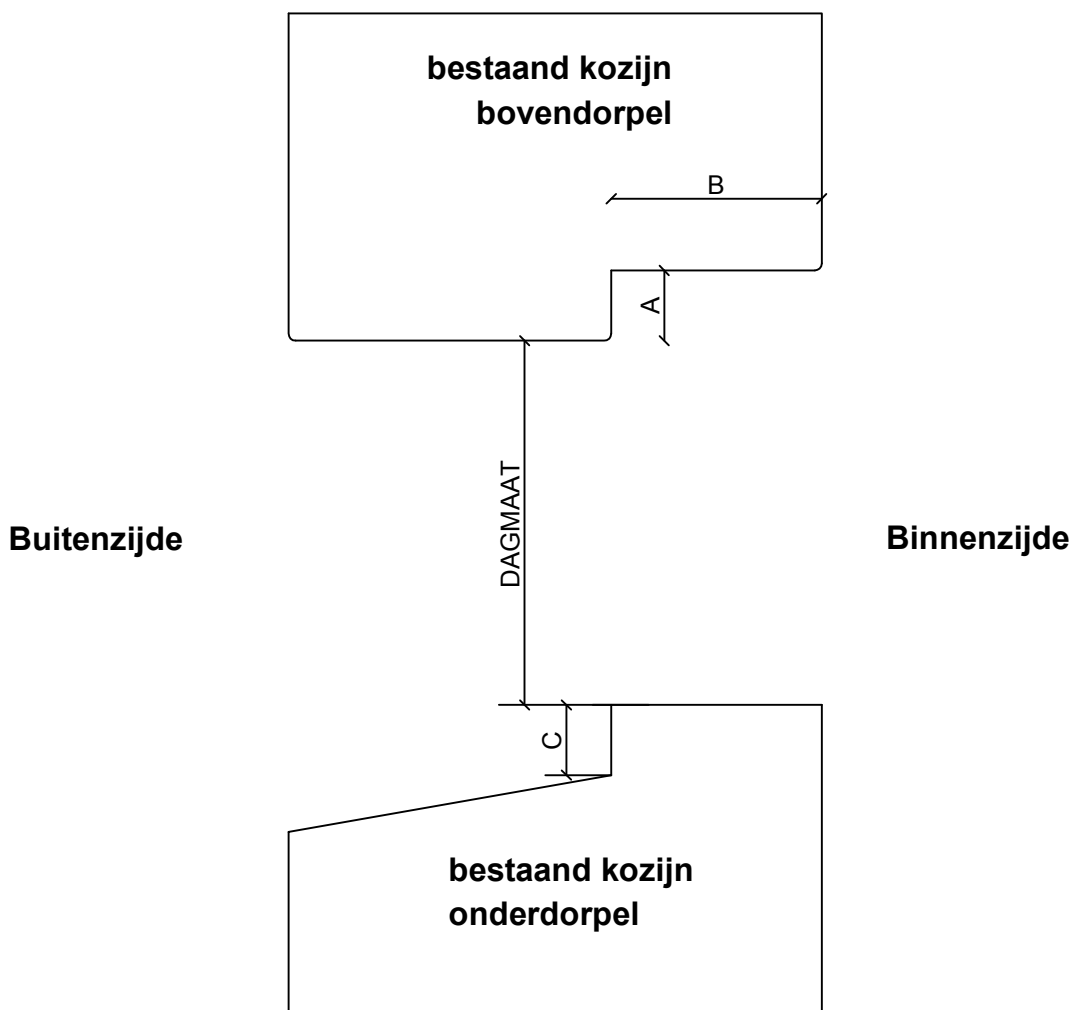 bestaand kozijn
bovendorpel
B
A
DAGMAAT
Buitenzijde
Binnenzijde
C
bestaand kozijn
onderdorpel